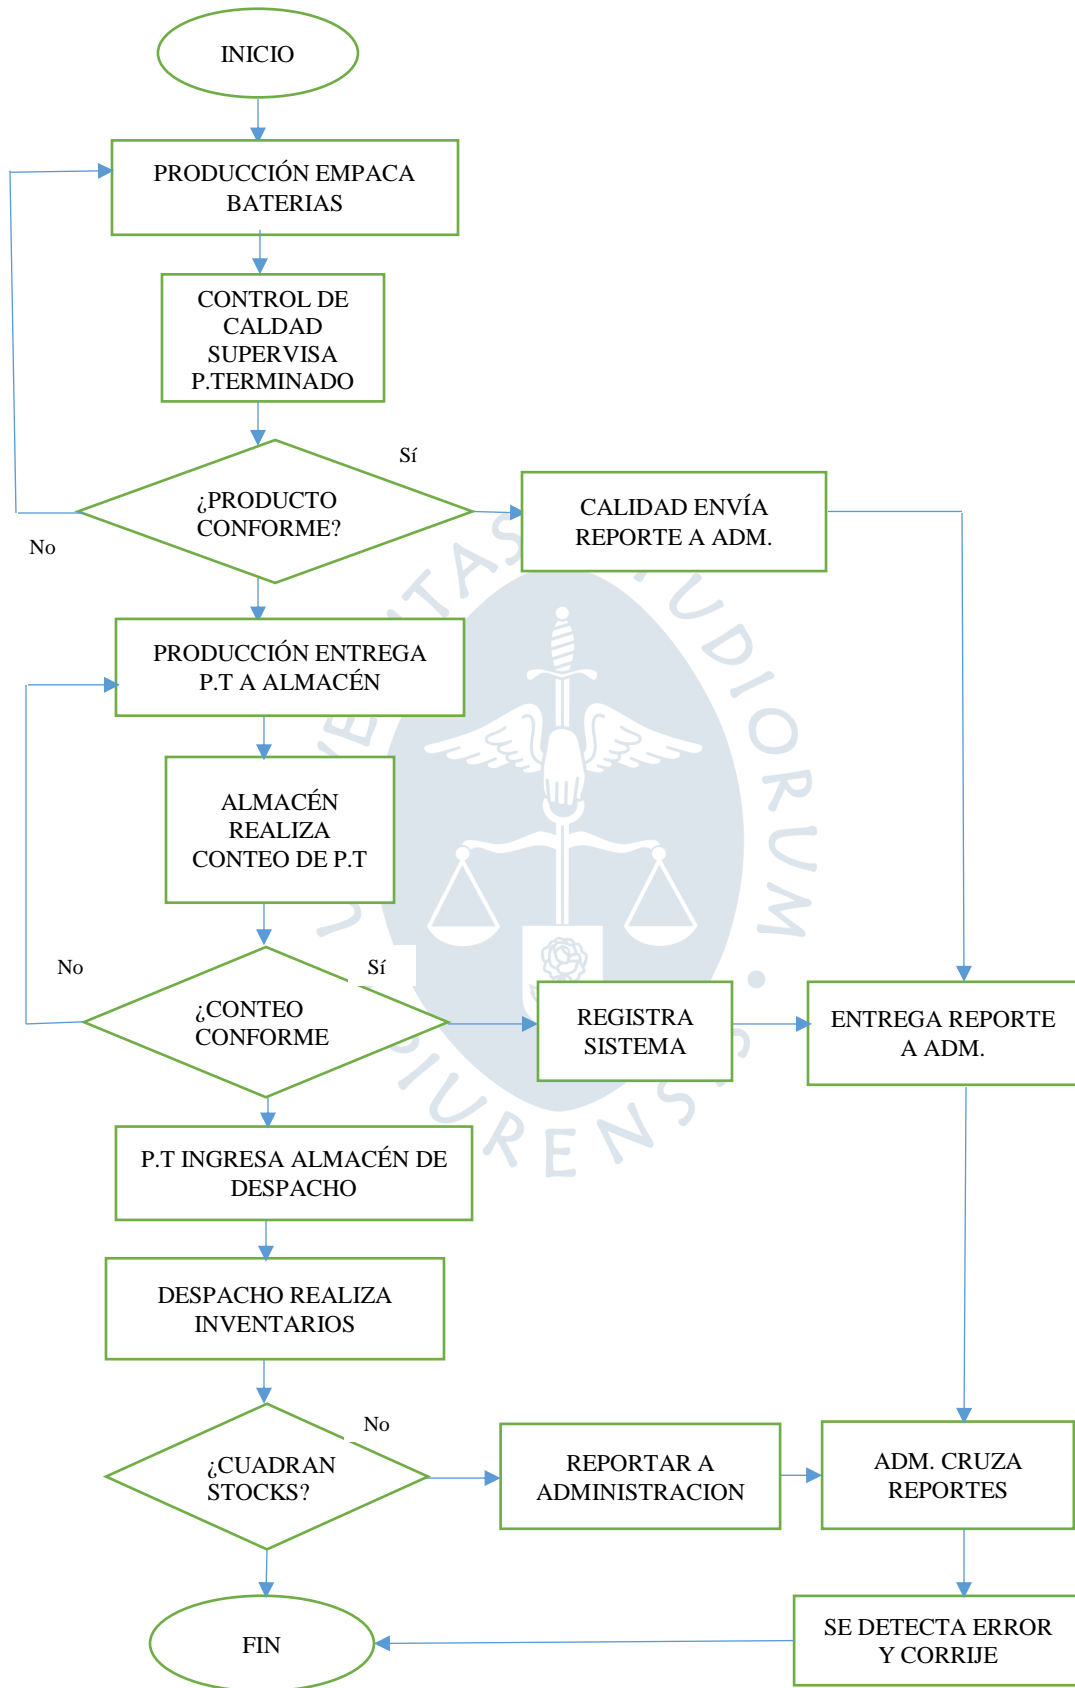 INICIO
PRODUCCIÓN EMPACA
BATERIAS
CONTROL DE
CALDAD
SUPERVISA
P.TERMINADO
Sí
¿PRODUCTO
CONFORME?
No
CALIDAD ENVÍA
REPORTE A ADM.
PRODUCCIÓN ENTREGA
P.T A ALMACÉN
ALMACÉN
REALIZA
CONTEO DE P.T
No
Sí
¿CONTEO
CONFORME
REGISTRA
SISTEMA
ENTREGA REPORTE
A ADM.
P.T INGRESA ALMACÉN DE
DESPACHO
DESPACHO REALIZA
INVENTARIOS
No
¿CUADRAN
STOCKS?
REPORTAR A
ADMINISTRACION
ADM. CRUZA
REPORTES
SE DETECTA ERROR
Y CORRIJE
FIN